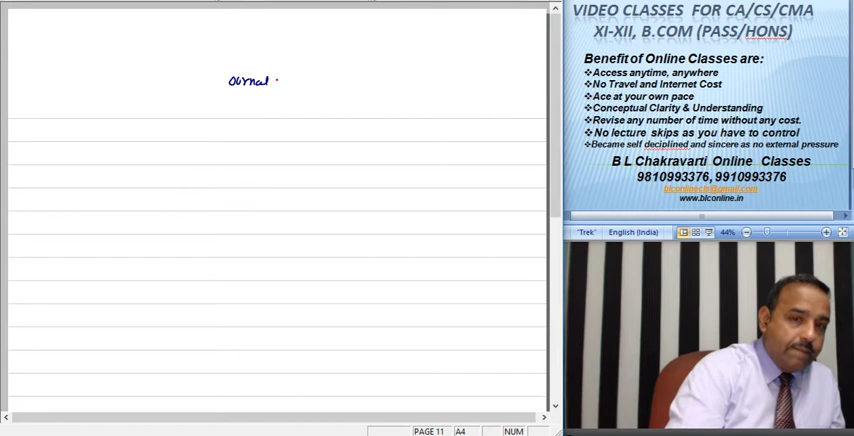 VIDEO CLASSES FOR CA/CS/CMA
XI-XII, B.COM (PASS/HONS)
Benefit of Online Classes are:
❖Access anytime, anywhere
❖No Travel and Internet Cost
❖Ace at your own pace
❖Conceptual Clarity & Understanding
❖Revise any number of time without any cost.
❖No lecture skips as you have to control
❖Became self deciplined and sincere as no external pressure
B L Chakravarti Online Classes
9810993376, 9910993376
www.blconline.in
"Trek" English (India) 44%
ournal
PAGE 11 A4 NUM